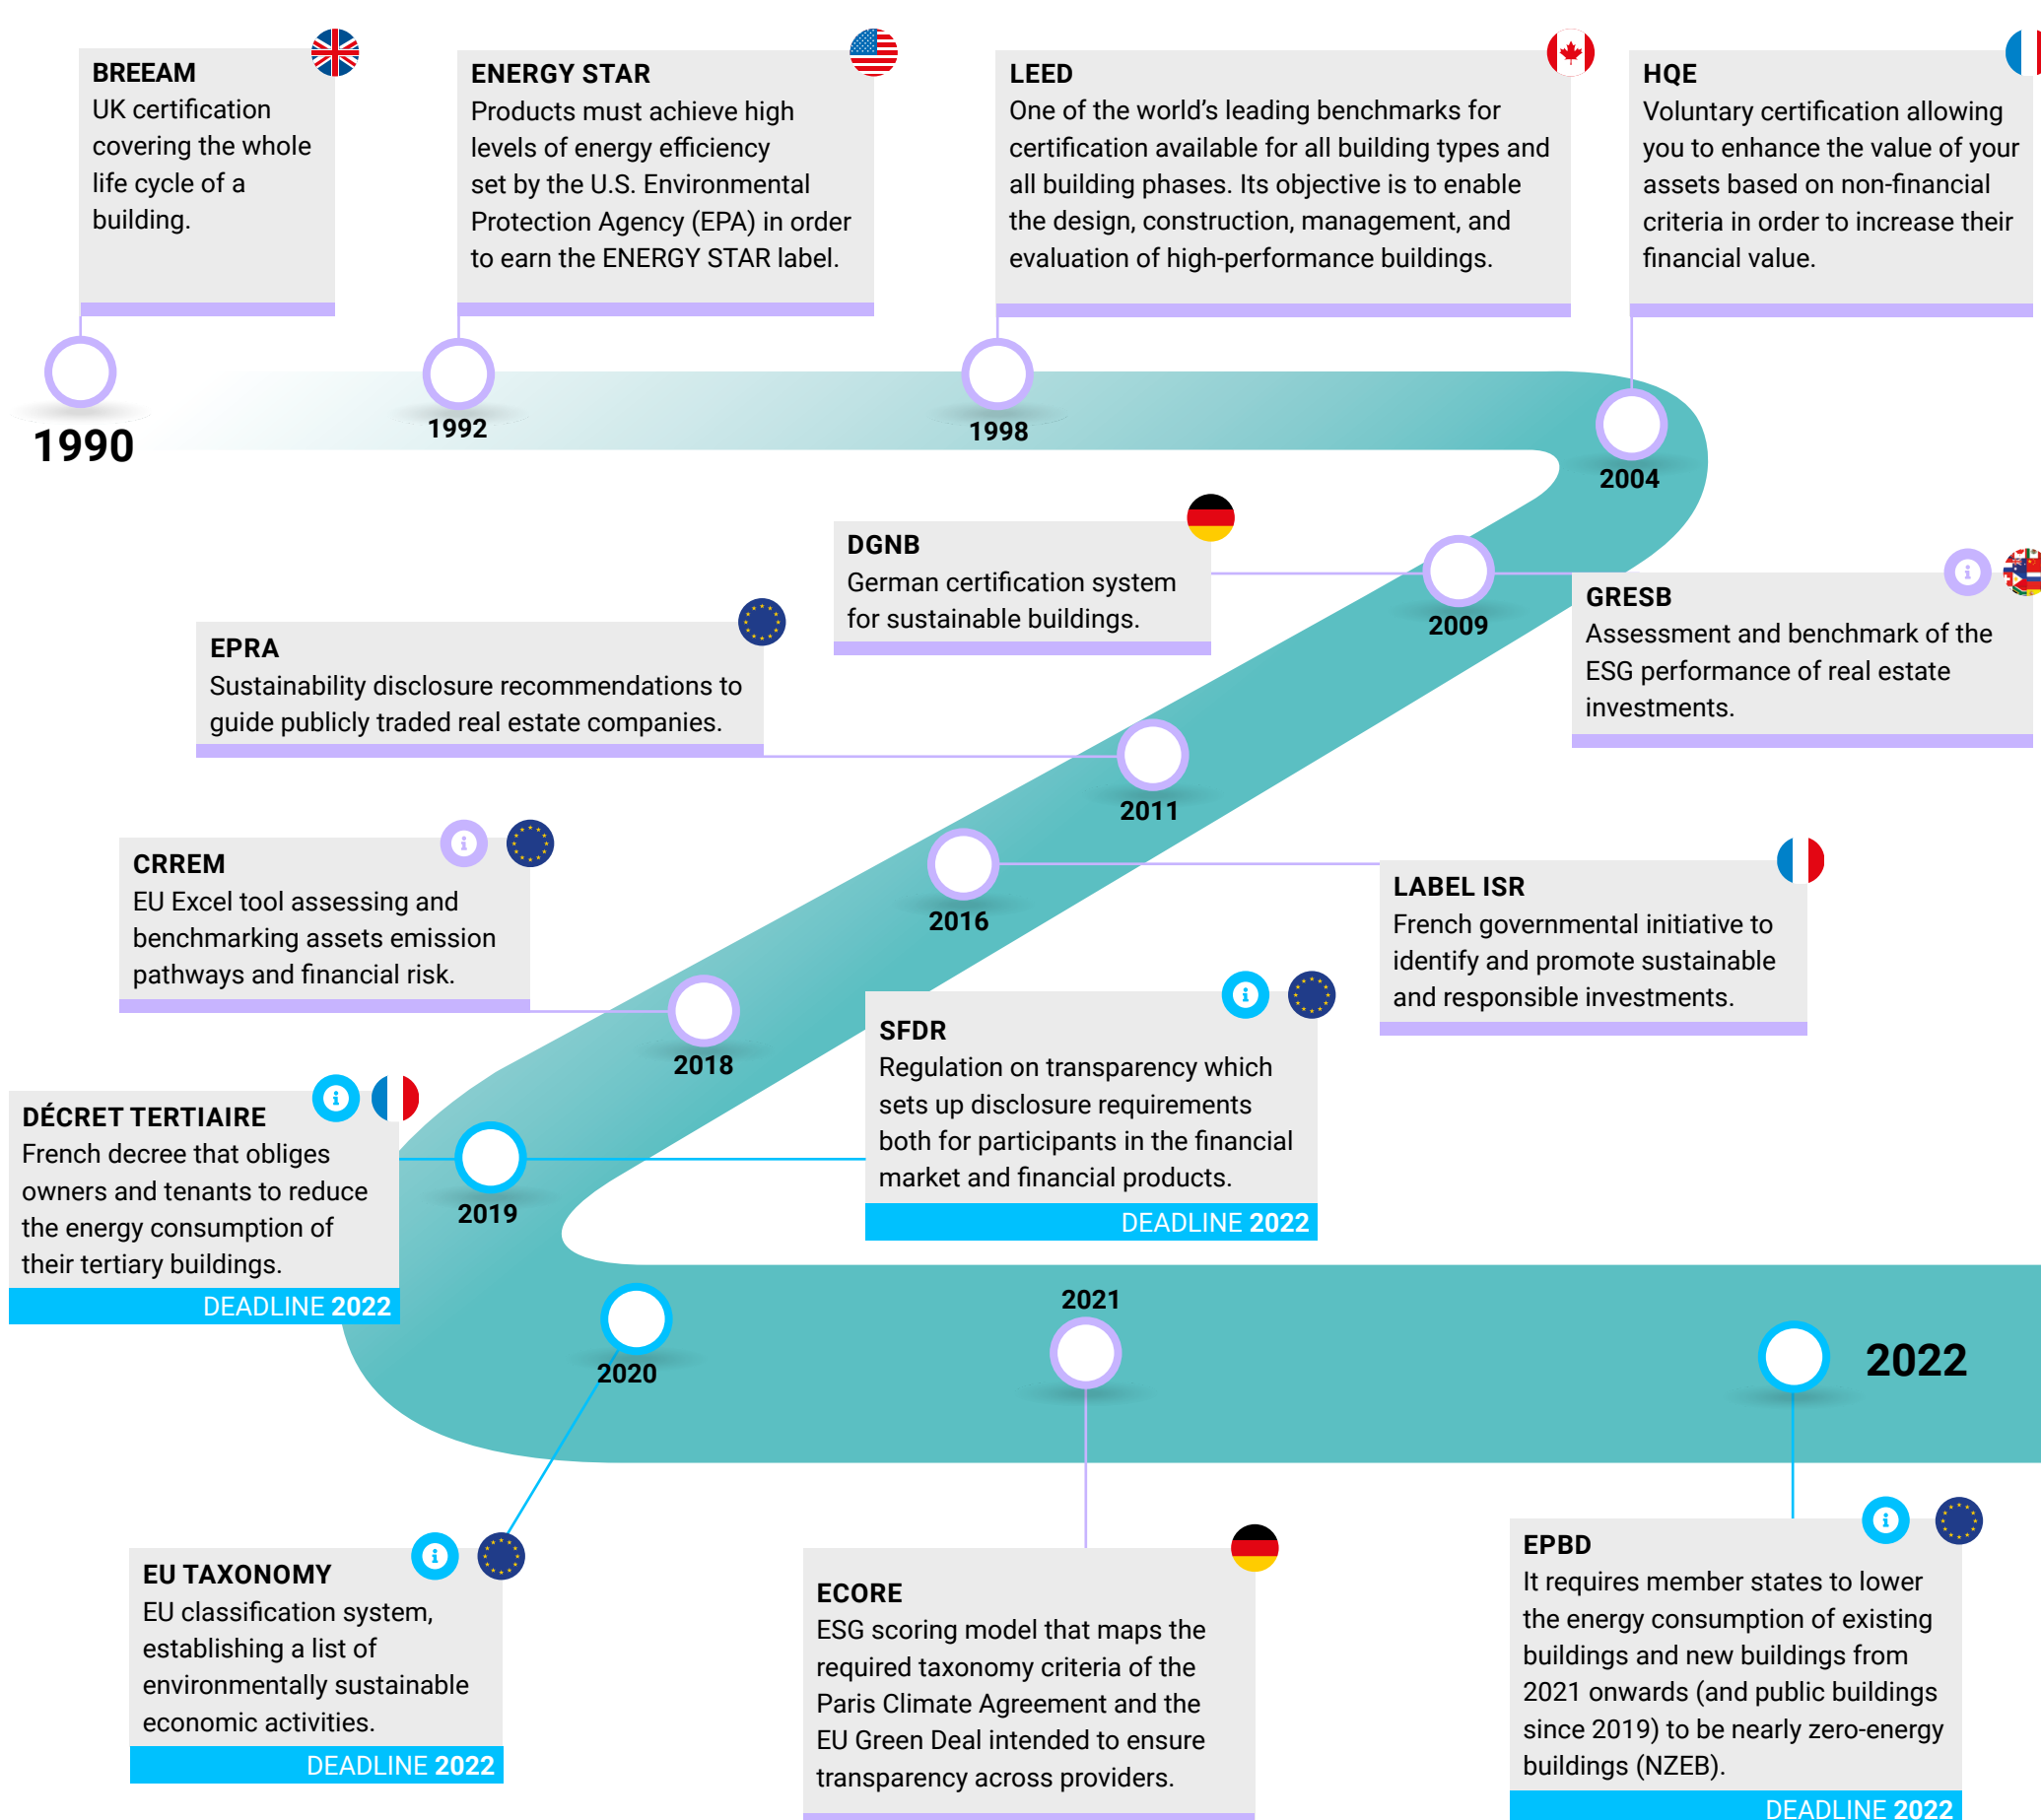 BREEAM
UK certification
covering the whole
life cycle of a
building.
ENERGY STAR
Products must achieve high
levels of energy efficiency
set by the U.S. Environmental
Protection Agency (EPA) in order
to earn the ENERGY STAR label.
LEED
One of the world's leading benchmarks for
certification available for all building types and
all building phases. Its objective is to enable
the design, construction, management, and
evaluation of high-performance buildings.
HQE
Voluntary certification allowing
you to enhance the value of your
assets based on non-financial
criteria in order to increase their
financial value.
1990
1992
1998
2004
DGNB
German certification system
for sustainable buildings.
2009
GRESB
Assessment and benchmark of the
ESG performance of real estate
investments.
EPRA
Sustainability disclosure recommendations to
guide publicly traded real estate companies.
2011
CRREM
EU Excel tool assessing and
benchmarking assets emission
pathways and financial risk.
2016
LABEL ISR
French governmental initiative to
identify and promote sustainable
and responsible investments.
2018
SFDR
Regulation on transparency which
sets up disclosure requirements
both for participants in the financial
market and financial products.
DEADLINE 2022
DÉCRET TERTIAIRE
French decree that obliges
owners and tenants to reduce
the energy consumption of
their tertiary buildings.
DEADLINE 2022
2019
2020
2021
2022
EU TAXONOMY
EU classification system,
establishing a list of
environmentally sustainable
economic activities.
DEADLINE 2022
ECORE
ESG scoring model that maps the
required taxonomy criteria of the
Paris Climate Agreement and the
EU Green Deal intended to ensure
transparency across providers.
EPBD
It requires member states to lower
the energy consumption of existing
buildings and new buildings from
2021 onwards (and public buildings
since 2019) to be nearly zero-energy
buildings (NZEB).
DEADLINE 2022